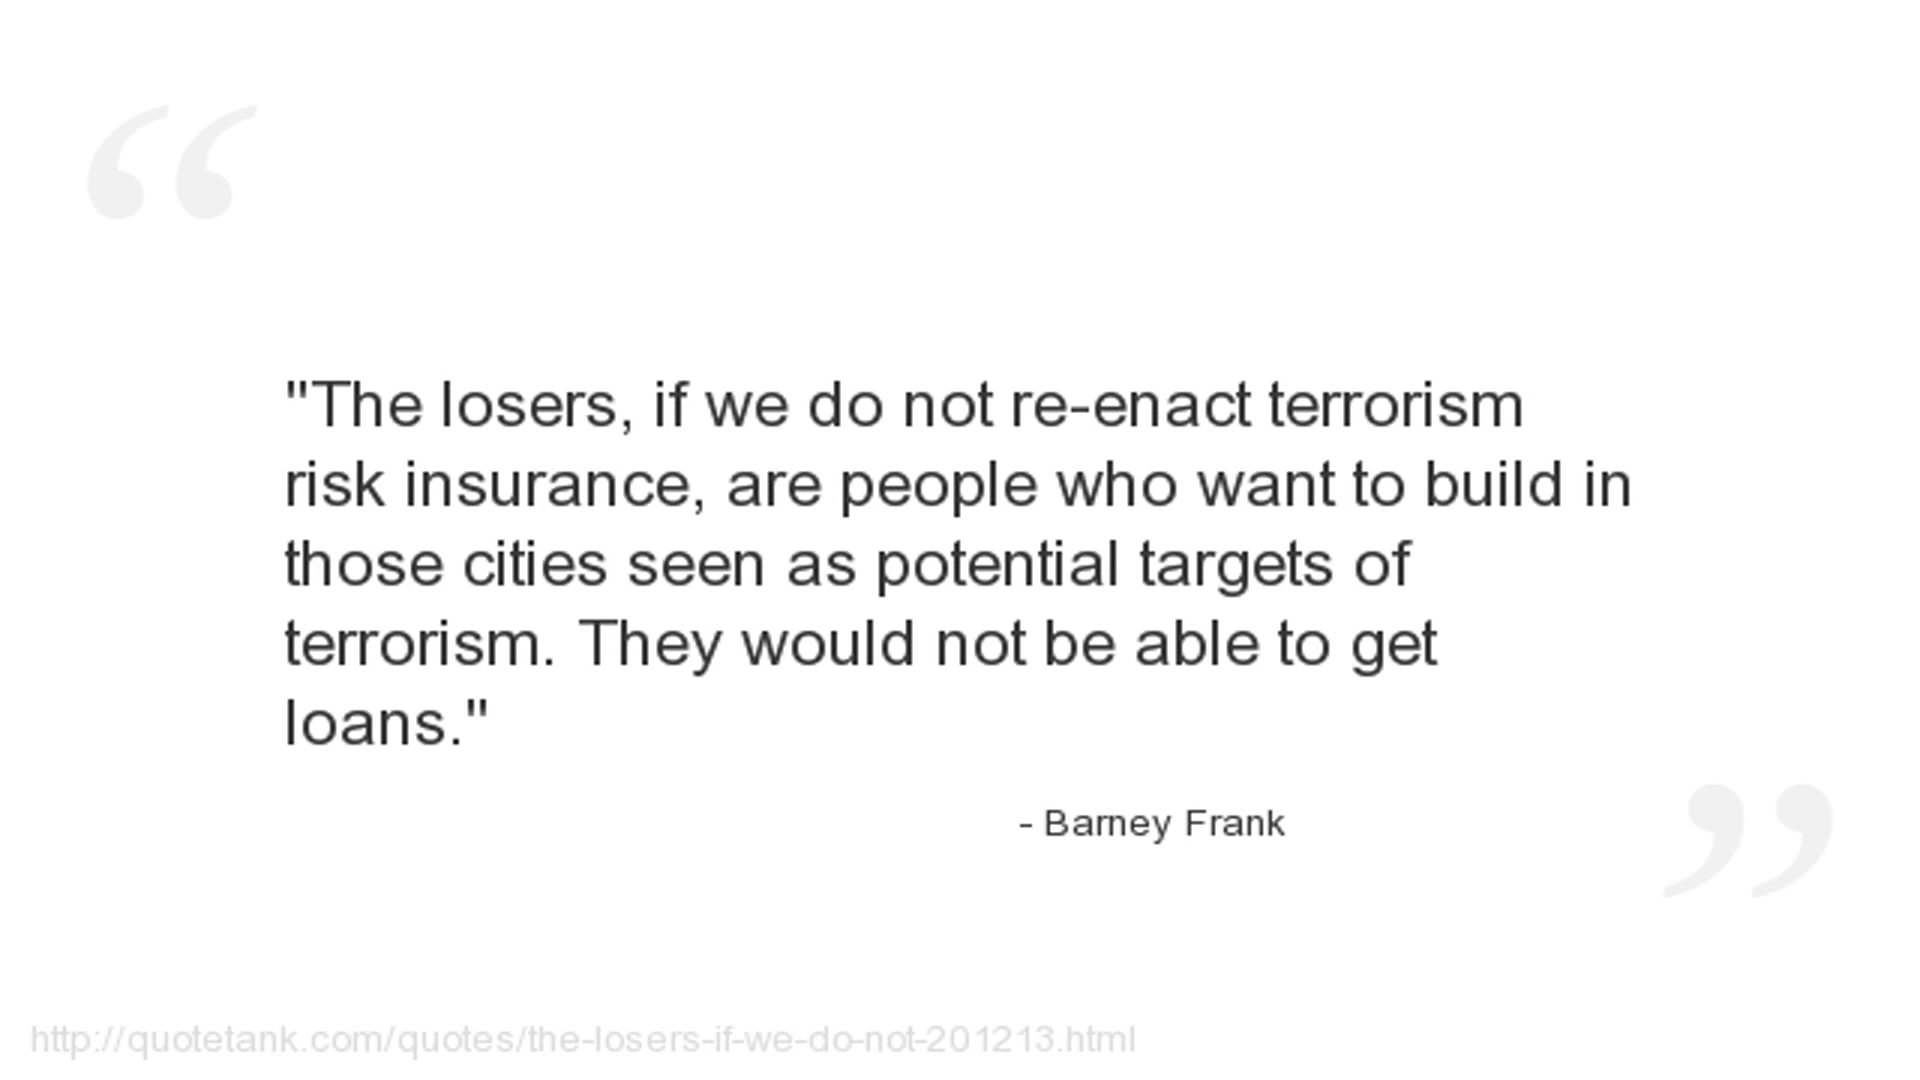 "The losers, if we do not re-enact terrorism
risk insurance, are people who want to build in
those cities seen as potential targets of
terrorism. They would not be able to get
loans."
- Barney Frank
http://quotetank.com/quotes/the-losers-if-we-do-not-201213.html